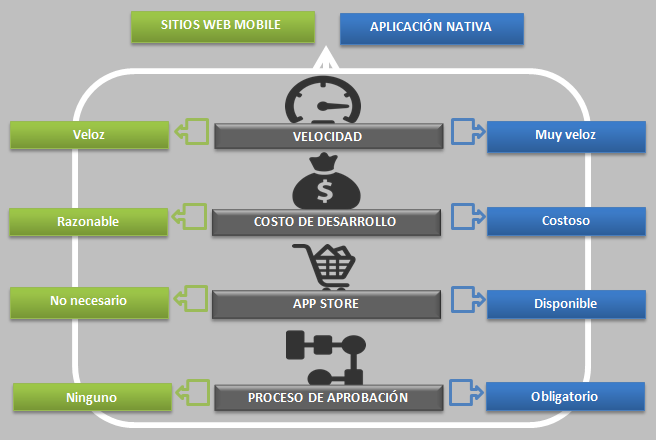 SITIOS WEB MOBILE
APLICACIÓN NATIVA
Veloz
VELOCIDAD
Muy veloz
$
Razonable
COSTO DE DESARROLLO
Costoso
No necesario
APP STORE
Disponible
Ninguno
PROCESO DE APROBACIÓN
Obligatorio